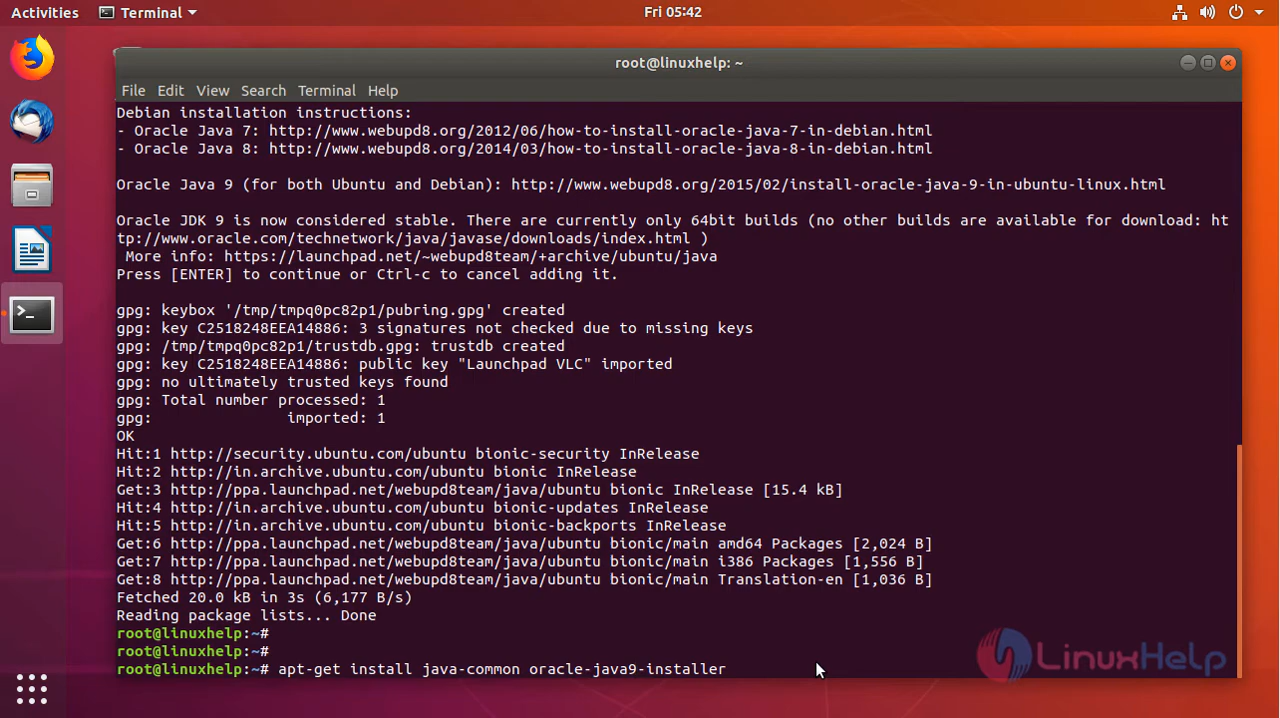 Activities Terminal Fri 05:42
root@linuxhelp: ~
File Edit View Search Terminal Help
Debian installation instructions:
- Oracle Java 7: http://www.webupd8.org/2012/06/how-to-install-oracle-java-7-in-debian.html
- Oracle Java 8: http://www.webupd8.org/2014/03/how-to-install-oracle-java-8-in-debian.html
Oracle Java 9 (for both Ubuntu and Debian): http://www.webupd8.org/2015/02/install-oracle-java-9-in-ubuntu-linux.html
Oracle JDK 9 is now considered stable. There are currently only 64bit builds (no other builds are available for download: ht
tp://www.oracle.com/technetwork/java/javase/downloads/index.html )
More info: https://launchpad.net/~webupd8team/+archive/ubuntu/java
Press [ENTER] to continue or Ctrl-c to cancel adding it.
gpg: keybox '/tmp/tmpq0pc82p1/pubring.gpg' created
gpg: key C2518248EEA14886: 3 signatures not checked due to missing keys
gpg: /tmp/tmpq0pc82p1/trustdb.gpg: trustdb created
gpg: key C2518248EEA14886: public key "Launchpad VLC" imported
gpg: no ultimately trusted keys found
gpg: Total number processed: 1
gpg: imported: 1
OK
Hit:1 http://security.ubuntu.com/ubuntu bionic-security InRelease
Hit:2 http://in.archive.ubuntu.com/ubuntu bionic InRelease
Get:3 http://ppa.launchpad.net/webupd8team/java/ubuntu bionic InRelease [15.4 kB]
Hit:4 http://in.archive.ubuntu.com/ubuntu bionic-updates InRelease
Hit:5 http://in.archive.ubuntu.com/ubuntu bionic-backports InRelease
Get:6 http://ppa.launchpad.net/webupd8team/java/ubuntu bionic/main amd64 Packages [2,024 B]
Get:7 http://ppa.launchpad.net/webupd8team/java/ubuntu bionic/main i386 Packages [1,556 B]
Get:8 http://ppa.launchpad.net/webupd8team/java/ubuntu bionic/main Translation-en [1,036 B]
Fetched 20.0 kB in 3s (6,177 B/s)
Reading package lists... Done
root@linuxhelp:~#
root@linuxhelp:~#
root@linuxhelp:~# apt-get install java-common oracle-java9-installer
LinuxHelp